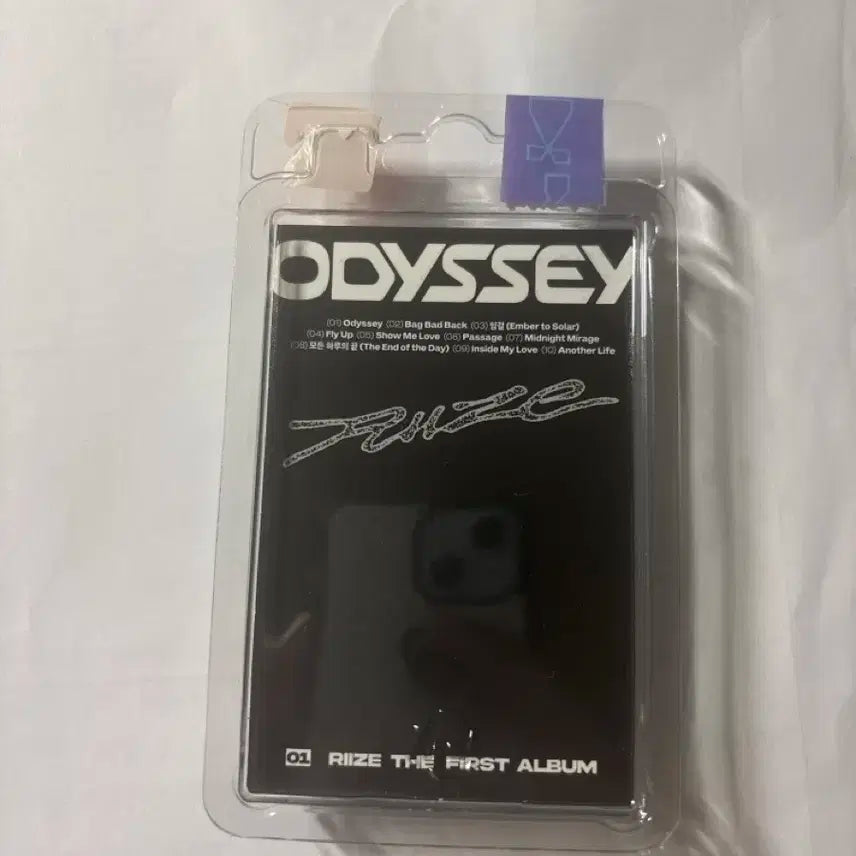 ODYSSEY
(01) Odyssey (02) Bag Bad Back (03) 잉걸 (Ember to Solar)
(04) Fly Up (05) Show Me Love (06) Passage (07) Midnight Mirage
(08) 모든 하루의 끝 (The End of the Day) (09) Inside My Love (10) Another Life
RIIZE
01 RIIZE THE FIRST ALBUM